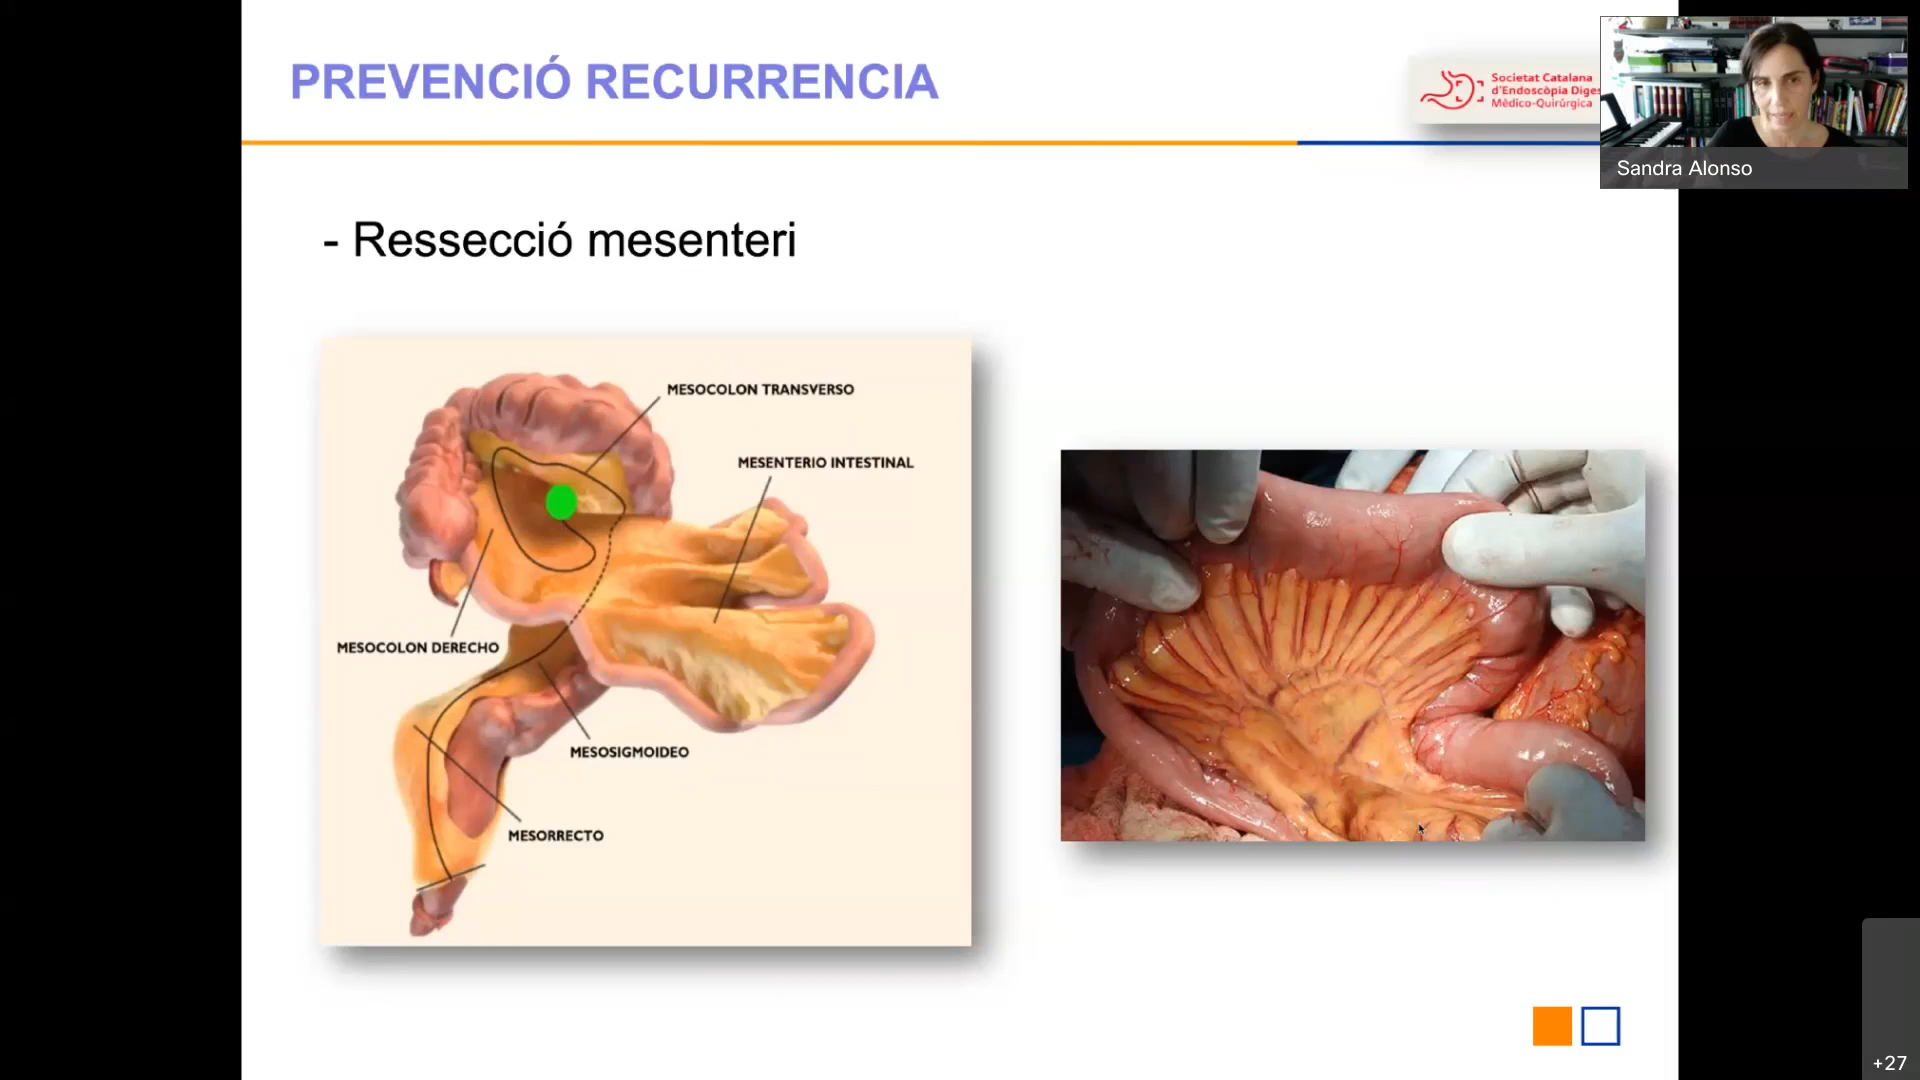 PREVENCIÓ RECURRENCIA
Societat Catalana
d'Endoscòpia Diges
Mèdico-Quirúrgica
Sandra Alonso
- Ressecció mesenteri
MESOCOLON TRANSVERSO
MESENTERIO INTESTINAL
MESOCOLON DERECHO
MESOSIGMOIDEO
MESORRECTO
+27